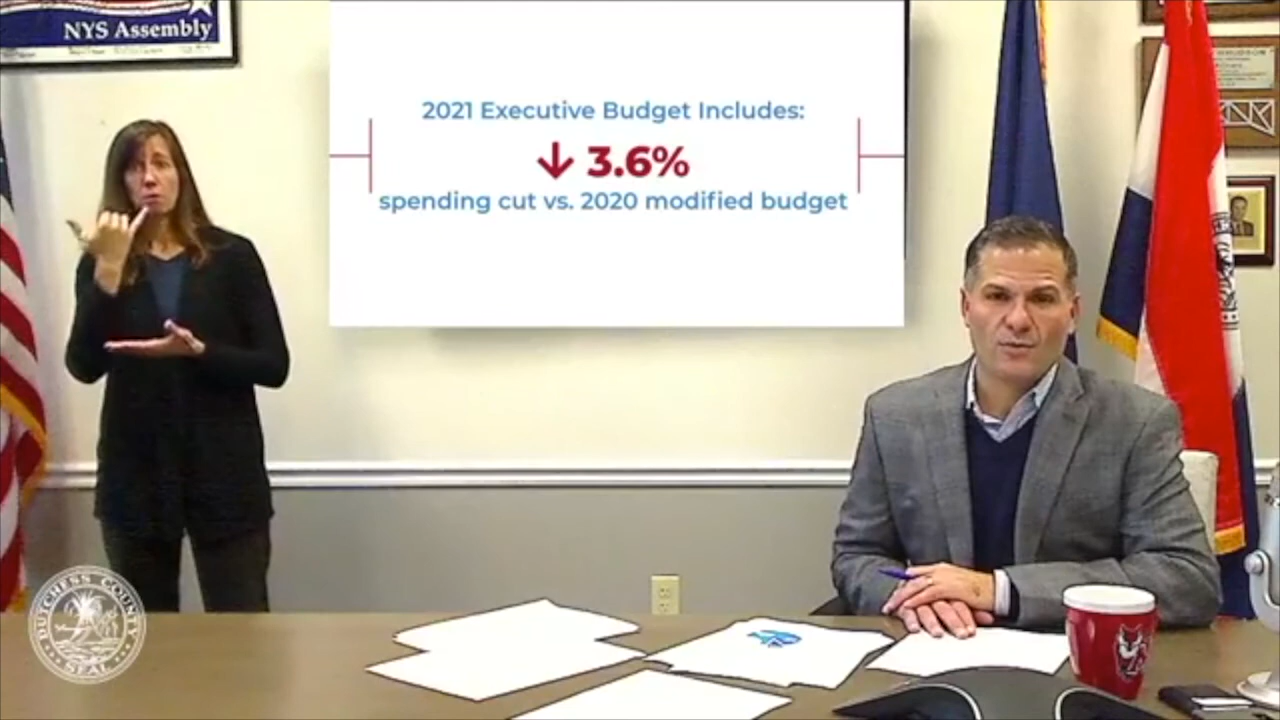 NYS Assembly
2021 Executive Budget Includes:
↓ 3.6%
spending cut vs. 2020 modified budget
DUTCHESS COUNTY
SEAL